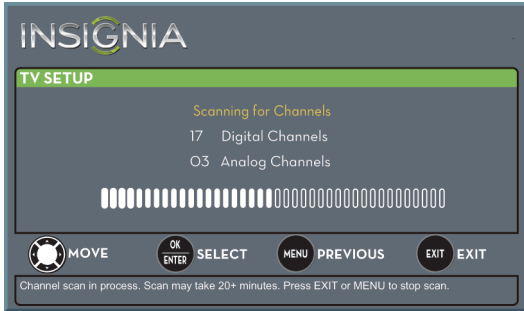 INSIGNIA
TV SETUP
Scanning for Channels
17 Digital Channels
03 Analog Channels
MOVE OK ENTER SELECT MENU PREVIOUS EXIT EXIT
Channel scan in process. Scan may take 20+ minutes. Press EXIT or MENU to stop scan.